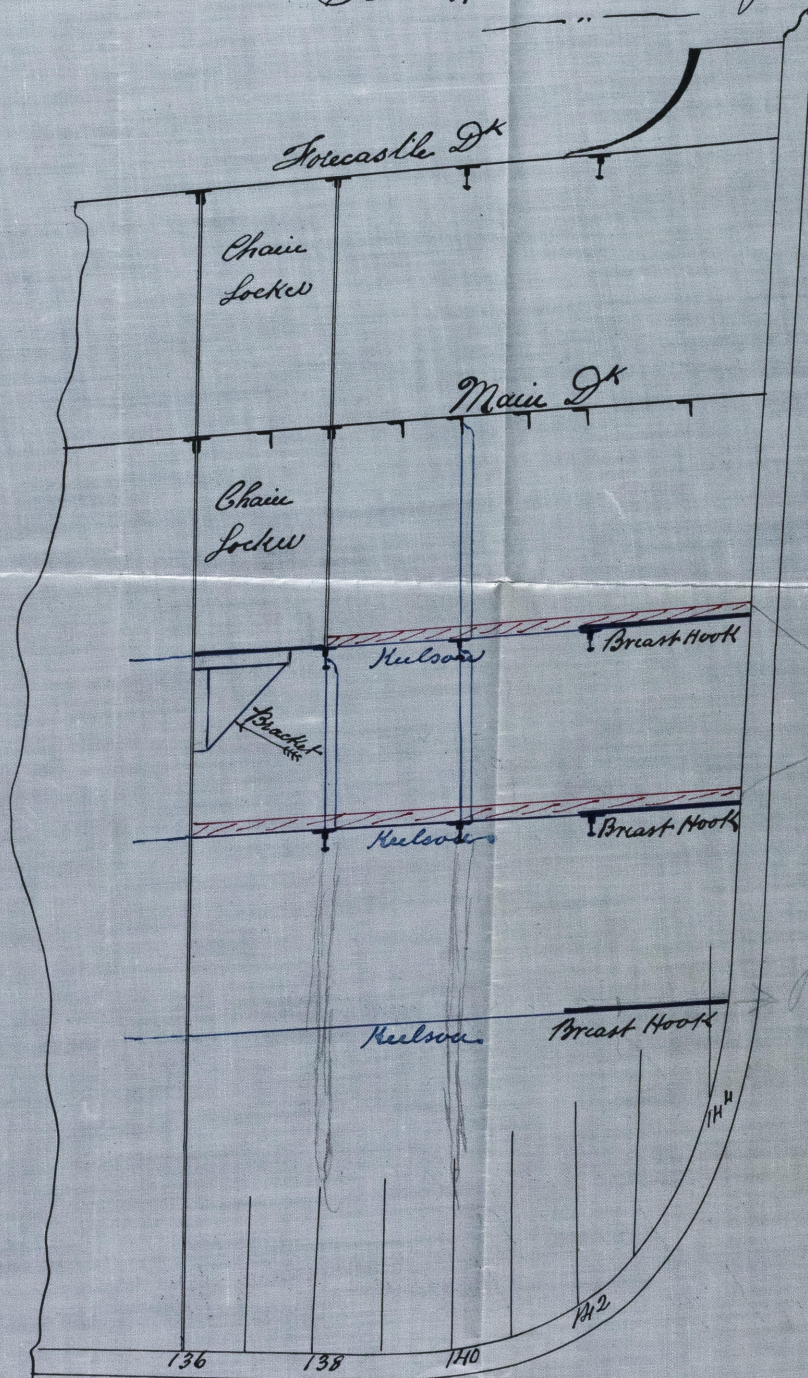 Forecastle Dk
Chain
Locker
Main Dk
Chain
Locker
Keelson
Breast Hook
Bracket
Keelson
Breast Hook
Keelson
Breast Hook
144
142
136
138
140